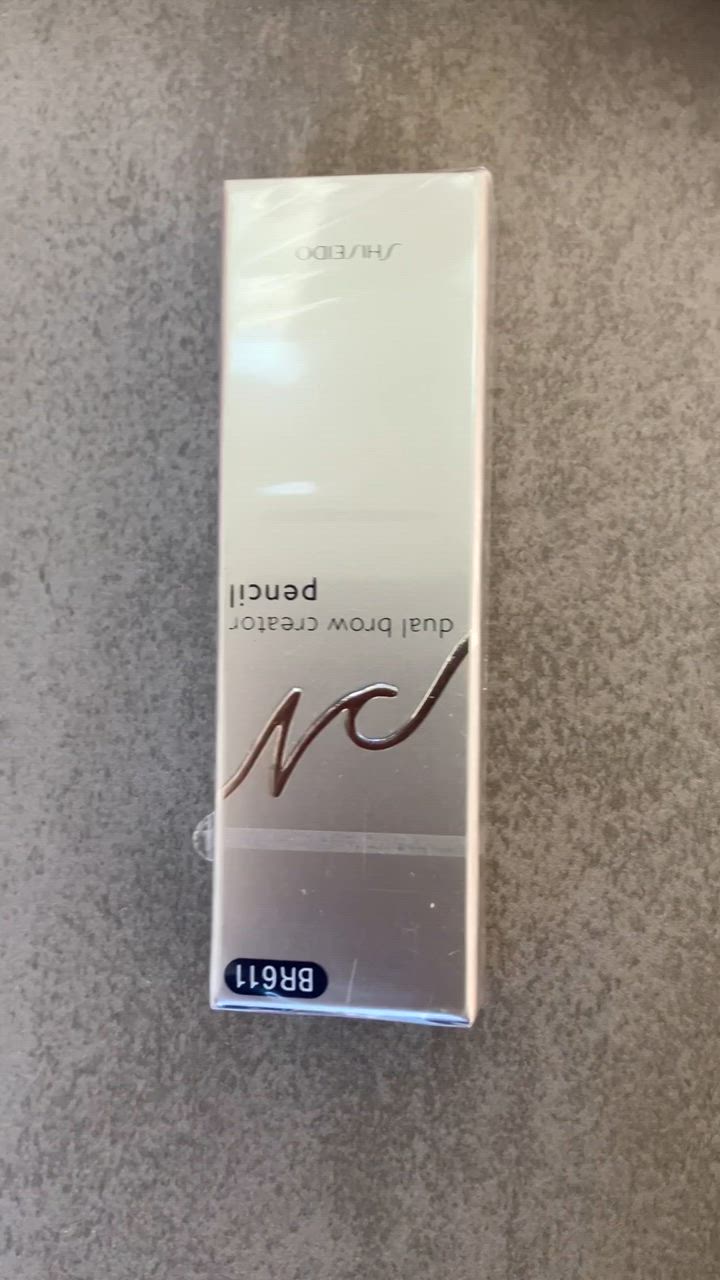 BR611
dual brow creator
pencil
SHISEIDO